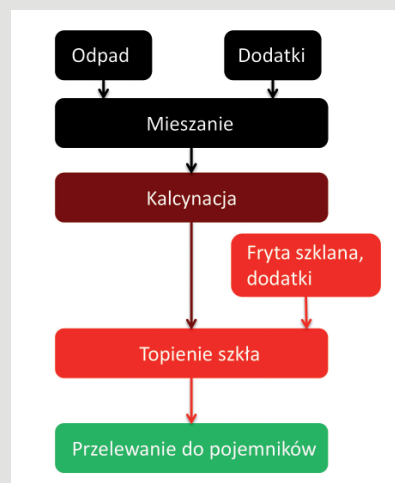 Odpad
Dodatki
Mieszanie
Kalcynacja
Fryta szklana,
dodatki
Topienie szkła
Przelewanie do pojemników